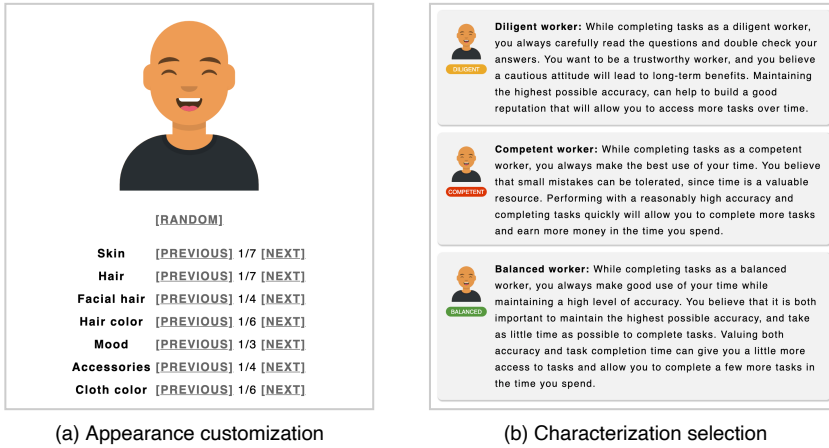 [RANDOM]
Skin [PREVIOUS] 1/7 [NEXT]
Hair [PREVIOUS] 1/7 [NEXT]
Facial hair [PREVIOUS] 1/4 [NEXT]
Hair color [PREVIOUS] 1/6 [NEXT]
Mood [PREVIOUS] 1/3 [NEXT]
Accessories [PREVIOUS] 1/4 [NEXT]
Cloth color [PREVIOUS] 1/6 [NEXT]
(a) Appearance customization
DILIGENT
Diligent worker: While completing tasks as a diligent worker,
you always carefully read the questions and double check your
answers. You want to be a trustworthy worker, and you believe
a cautious attitude will lead to long-term benefits. Maintaining
the highest possible accuracy, can help to build a good
reputation that will allow you to access more tasks over time.
COMPETENT
Competent worker: While completing tasks as a competent
worker, you always make the best use of your time. You believe
that small mistakes can be tolerated, since time is a valuable
resource. Performing with a reasonably high accuracy and
completing tasks quickly will allow you to complete more tasks
and earn more money in the time you spend.
BALANCED
Balanced worker: While completing tasks as a balanced
worker, you always make good use of your time while
maintaining a high level of accuracy. You believe that it is both
important to maintain the highest possible accuracy, and take
as little time as possible to complete tasks. Valuing both
accuracy and task completion time can give you a little more
access to tasks and allow you to complete a few more tasks in
the time you spend.
(b) Characterization selection